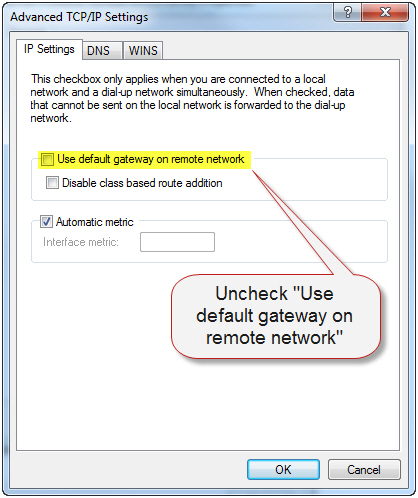 Advanced TCP/IP Settings
IP Settings DNS WINS
This checkbox only applies when you are connected to a local
network and a dial-up network simultaneously. When checked, data
that cannot be sent on the local network is forwarded to the dial-up
network.
Use default gateway on remote network
Disable class based route addition
Automatic metric
Interface metric:
Uncheck "Use
default gateway on
remote network"
OK Cancel